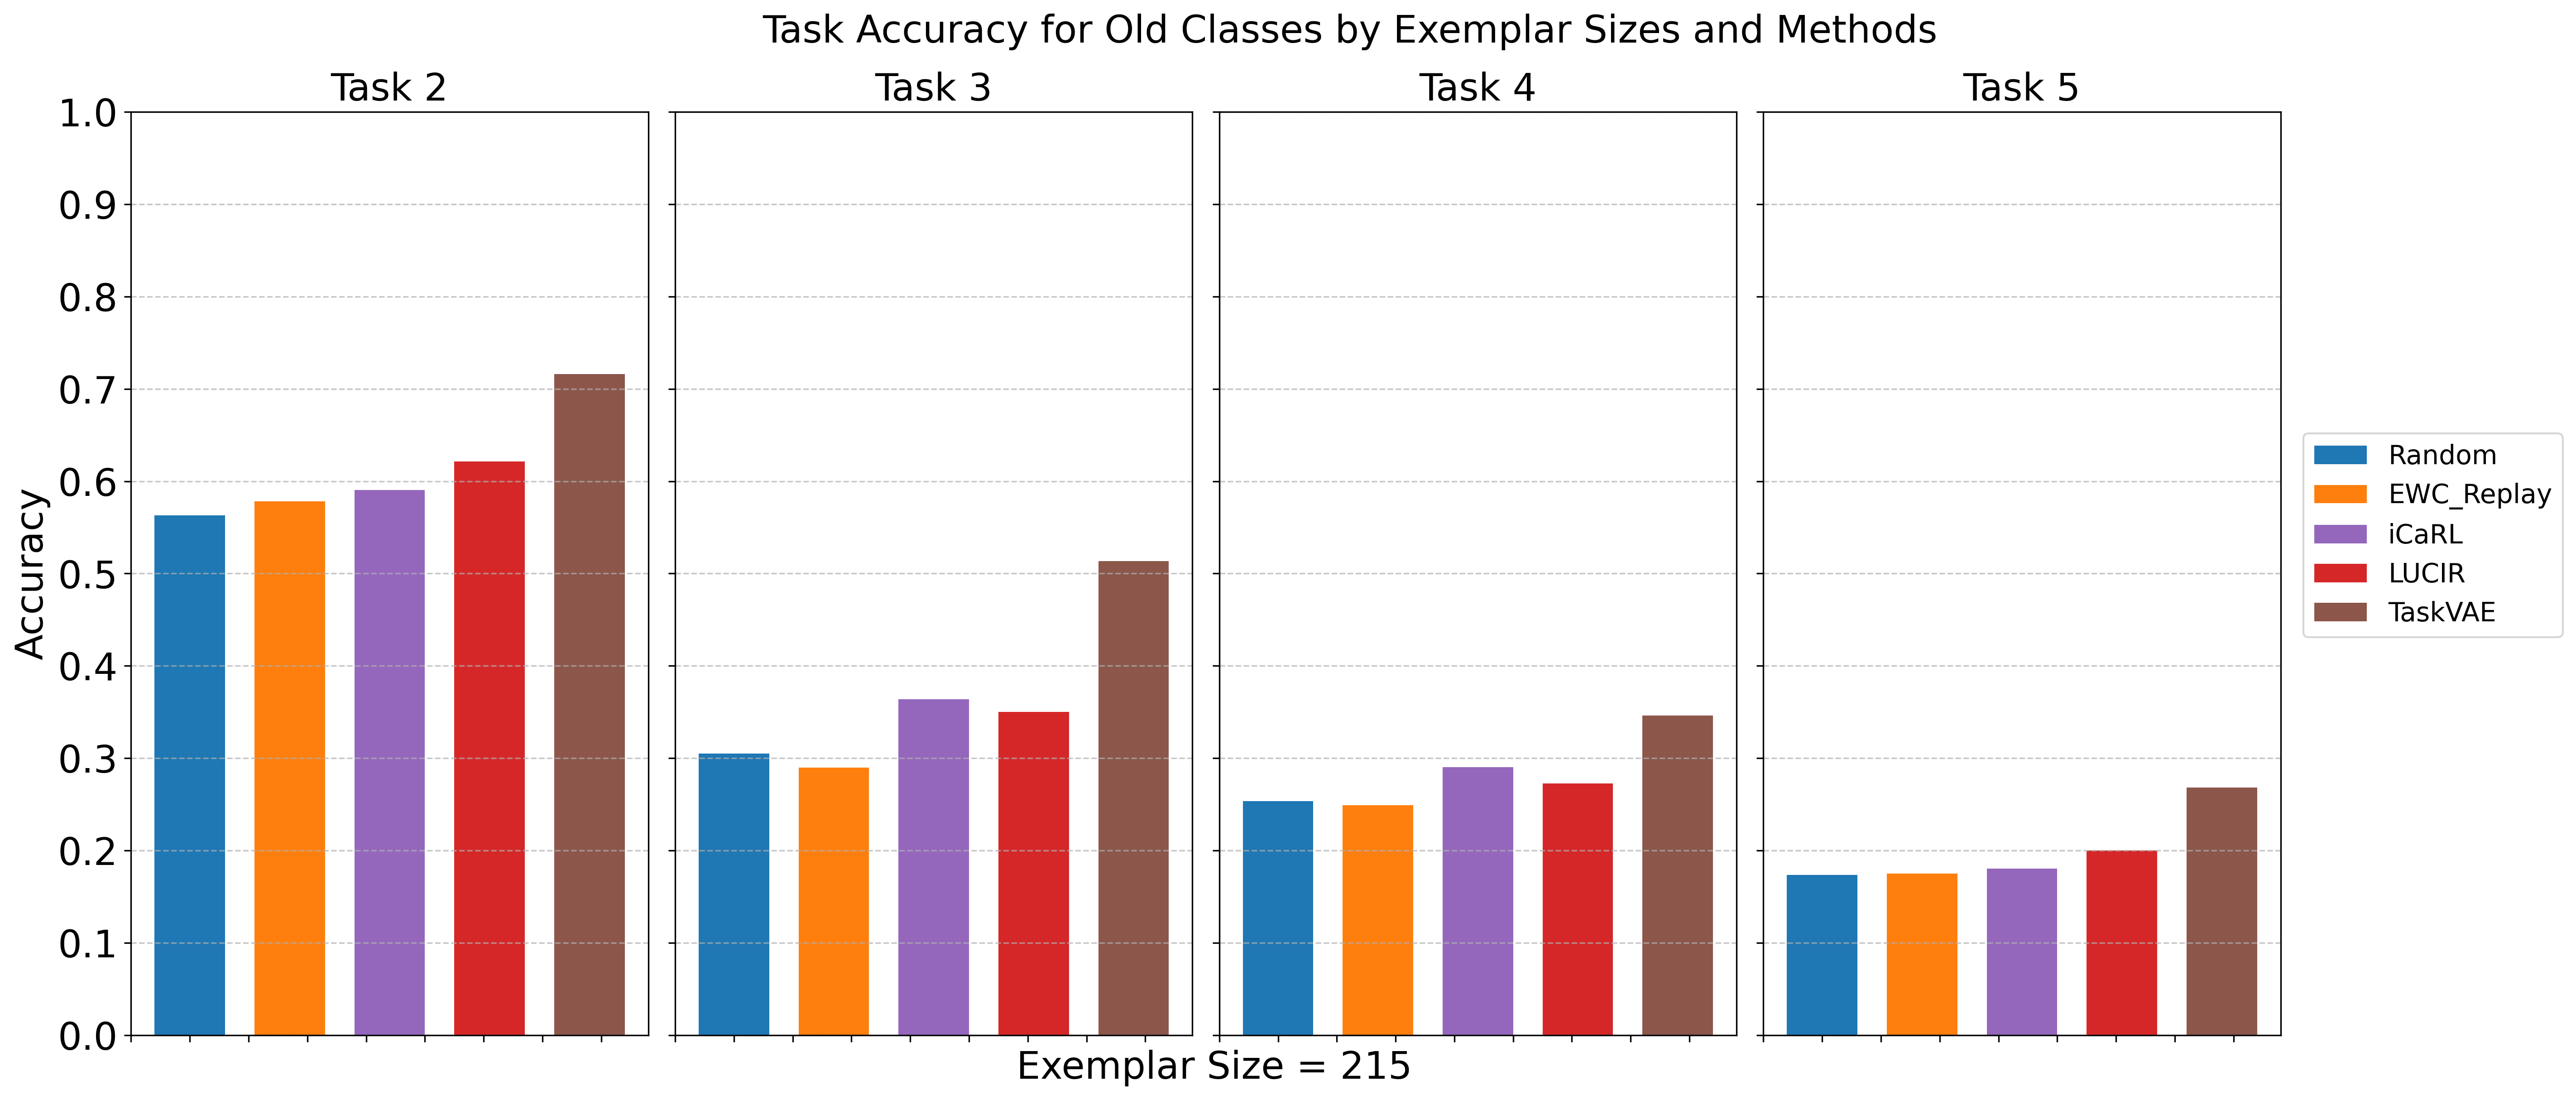 Task Accuracy for Old Classes by Exemplar Sizes and Methods
Task 2
Task 3
Task 4
Task 5
1.0
0.9
0.8
0.7
0.6
0.5
0.4
0.3
0.2
0.1
0.0
Accuracy
Exemplar Size = 215
Random
EWC_Replay
iCaRL
LUCIR
TaskVAE